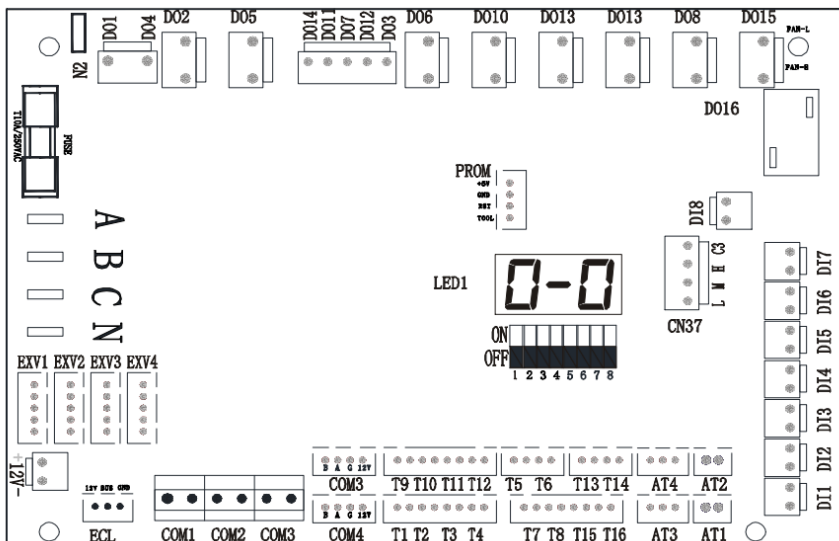 DO1 DO4 DO2 DO5 DO14 DO11 DO7 DO12 DO3 DO6 DO10 DO13 DO13 DO8 DO15
FAN-L
FAN-S
N2
DO16
FUSE
T10A/250VAC
PROM
+5V
GND
RST
TOOL
A
B
C
N
DI8
LED1 0-0
C3
H
M
L
CN37
ON
OFF
1 2 3 4 5 6 7 8
DI7
DI6
DI5
DI4
DI3
DI2
DI1
EXV1 EXV2 EXV3 EXV4
+12V-
12V BUS GND
ECL
COM1 COM2 COM3
B A G 12V
COM3 T9 T10 T11 T12 T5 T6 T13 T14 AT4 AT2
B A G 12V
COM4 T1 T2 T3 T4 T7 T8 T15 T16 AT3 AT1